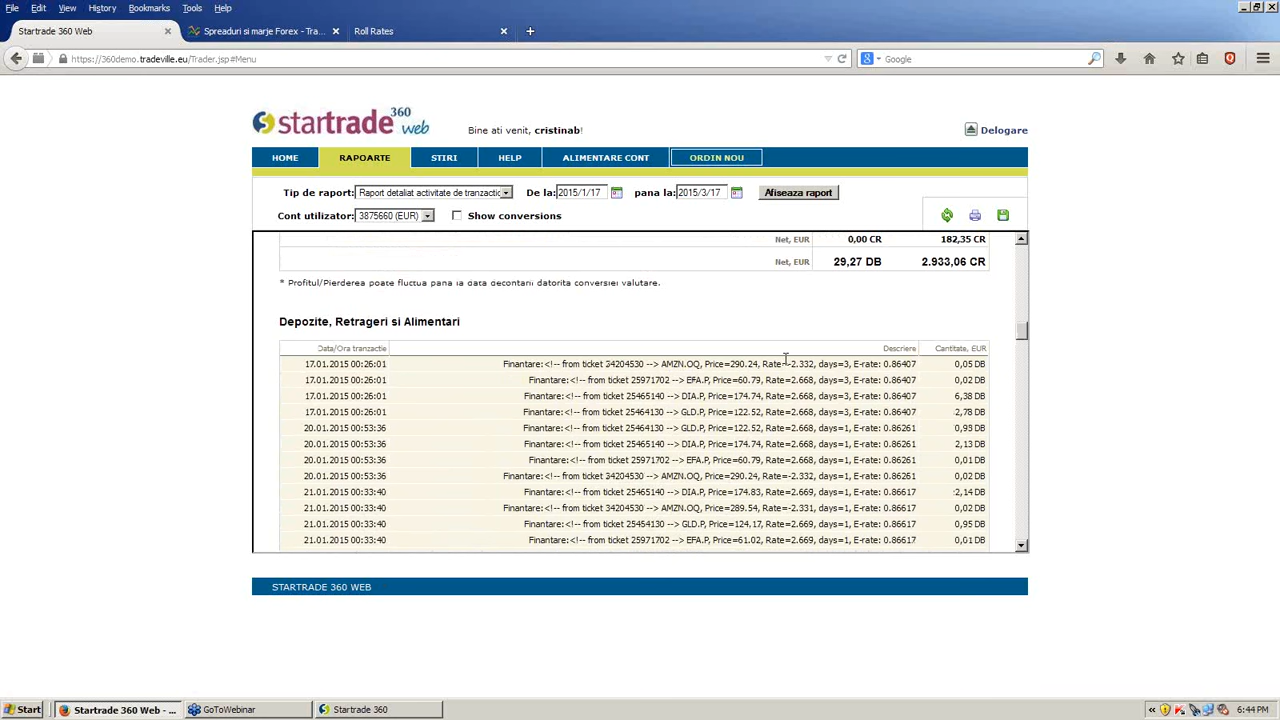 File Edit View History Bookmarks Tools Help
Startrade 360 Web × Spreaduri si marje Forex - Tra... × Roll Rates × +
https://360demo.tradeville.eu/Trader.jsp#Menu Google
startrade 360 web
Bine ati venit, cristinab! Delogare
HOME RAPOARTE STIRI HELP ALIMENTARE CONT ORDIN NOU
Tip de raport: Raport detaliat activitate de tranzactic De la: 2015/1/17 pana la: 2015/3/17 Afiseaza raport
Cont utilizator: 3875660 (EUR) Show conversions
Net, EUR 0,00 CR 182,35 CR
Net, EUR 29,27 DB 2.933,06 CR
* Profitul/Pierderea poate fluctua pana la data decontarii datorita conversiei valutare.
Depozite, Retrageri si Alimentari
Data/Ora tranzactie Descriere Cantitate, EUR
17.01.2015 00:26:01 Finantare:<!-- from ticket 34204530 --> AMZN.OQ, Price=290.24, Rate=-2.332, days=3, E-rate: 0.86407 0,05 DB
17.01.2015 00:26:01 Finantare:<!-- from ticket 25971702 --> EFA.P, Price=60.79, Rate=2.668, days=3, E-rate: 0.86407 0,02 DB
17.01.2015 00:26:01 Finantare:<!-- from ticket 25465140 --> DIA.P, Price=174.74, Rate=2.668, days=3, E-rate: 0.86407 6,38 DB
17.01.2015 00:26:01 Finantare:<!-- from ticket 25464130 --> GLD.P, Price=122.52, Rate=2.668, days=3, E-rate: 0.86407 2,78 DB
20.01.2015 00:53:36 Finantare:<!-- from ticket 25464130 --> GLD.P, Price=122.52, Rate=2.668, days=1, E-rate: 0.86261 0,93 DB
20.01.2015 00:53:36 Finantare:<!-- from ticket 25465140 --> DIA.P, Price=174.74, Rate=2.668, days=1, E-rate: 0.86261 2,13 DB
20.01.2015 00:53:36 Finantare:<!-- from ticket 25971702 --> EFA.P, Price=60.79, Rate=2.668, days=1, E-rate: 0.86261 0,01 DB
20.01.2015 00:53:36 Finantare:<!-- from ticket 34204530 --> AMZN.OQ, Price=290.24, Rate=-2.332, days=1, E-rate: 0.86261 0,02 DB
21.01.2015 00:33:40 Finantare:<!-- from ticket 25465140 --> DIA.P, Price=174.83, Rate=2.669, days=1, E-rate: 0.86617 2,14 DB
21.01.2015 00:33:40 Finantare:<!-- from ticket 34204530 --> AMZN.OQ, Price=289.54, Rate=-2.331, days=1, E-rate: 0.86617 0,02 DB
21.01.2015 00:33:40 Finantare:<!-- from ticket 25464130 --> GLD.P, Price=124.17, Rate=2.669, days=1, E-rate: 0.86617 0,95 DB
21.01.2015 00:33:40 Finantare:<!-- from ticket 25971702 --> EFA.P, Price=61.02, Rate=2.669, days=1, E-rate: 0.86617 0,01 DB
STARTRADE 360 WEB
Start Startrade 360 Web - ... GoToWebinar Startrade 360 « 6:44 PM